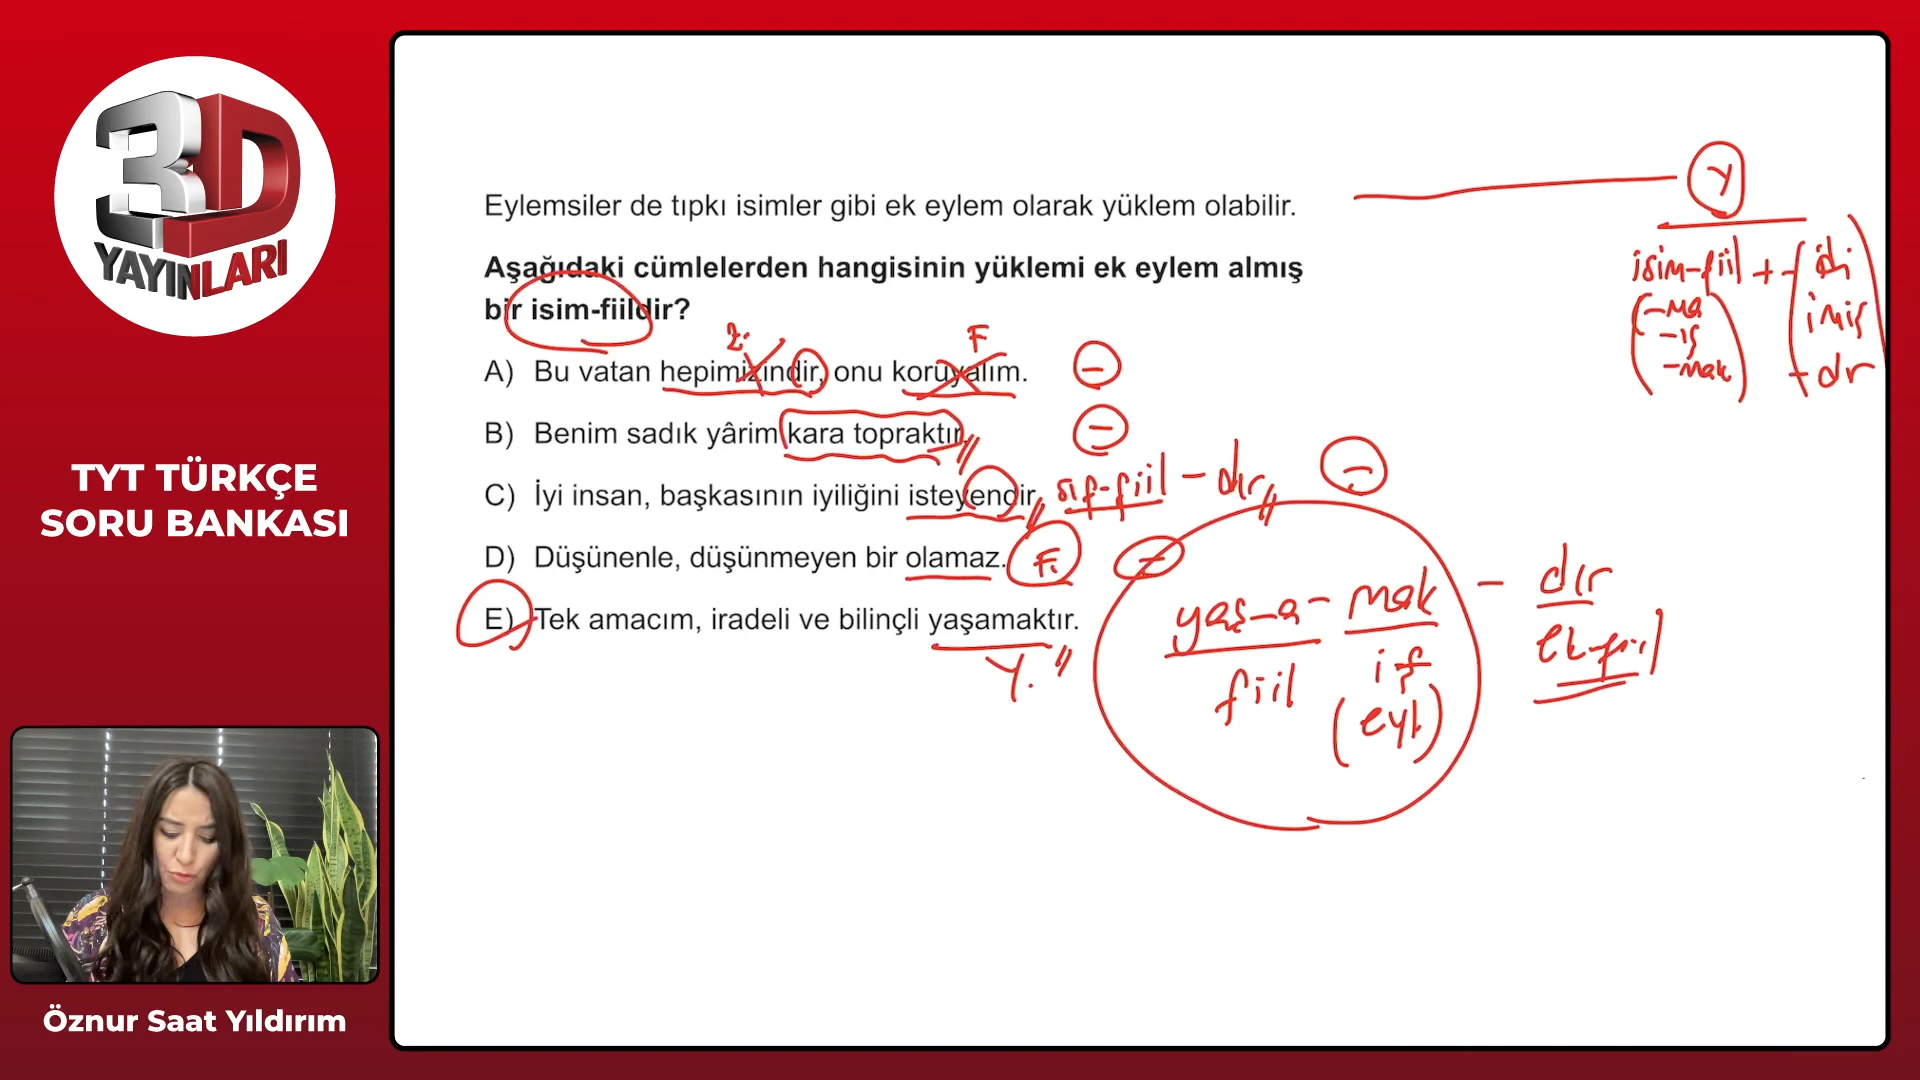 3D
YAYINLARI
TYT TÜRKÇE
SORU BANKASI
Öznur Saat Yıldırım
Eylemsiler de tıpkı isimler gibi ek eylem olarak yüklem olabilir.
Aşağıdaki cümlelerden hangisinin yüklemi ek eylem almış
bir isim-fiildir?
A) Bu vatan hepimizindir, onu koruyalım.
B) Benim sadık yârim kara topraktır.
C) İyi insan, başkasının iyiliğini isteyendir.
D) Düşünenle, düşünmeyen bir olamaz.
E) Tek amacım, iradeli ve bilinçli yaşamaktır.
Y
isim-fiil + - idi
-ma imiş
-iş
-mak -dır
F
sıf-fiil - dır
F.
Y.
yaş-a- mak - dır
fiil if ek-fiil
(eyl)